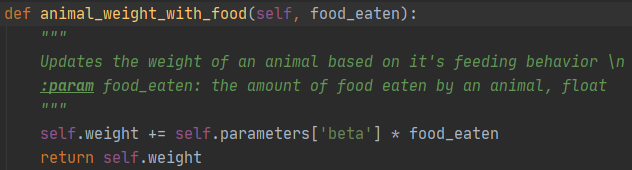 def animal_weight_with_food(self, food_eaten):
"""
Updates the weight of an animal based on it's feeding behavior \n
:param food_eaten: the amount of food eaten by an animal, float
"""
self.weight += self.parameters['beta'] * food_eaten
return self.weight